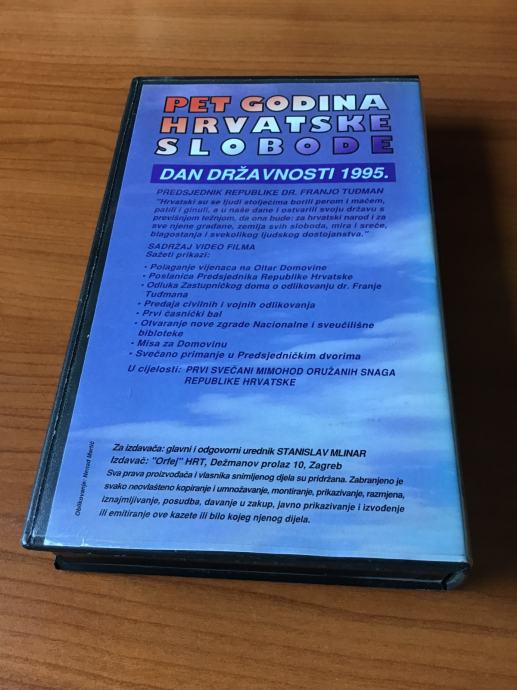 PET GODINA
HRVATSKE
SLOBODE
DAN DRŽAVNOSTI 1995.
PREDSJEDNIK REPUBLIKE DR. FRANJO TUĐMAN
"Hrvatski su se ljudi stoljećima borili perom i mačem,
patili i ginuli, a u naše dane i ostvarili svoju državu s
previšnjom težnjom, da ona bude: za hrvatski narod i za
sve njene građane, zemlja svih sloboda, mira i sreće,
blagostanja i svekolikog ljudskog dostojanstva."
SADRŽAJ VIDEO FILMA
Sažeti prikazi:
- Polaganje vijenaca na Oltar Domovine
- Poslanica Predsjednika Republike Hrvatske
- Odluka Zastupničkog doma o odlikovanju dr. Franje
Tuđmana
- Predaja civilnih i vojnih odlikovanja
- Prvi časnički bal
- Otvaranje nove zgrade Nacionalne i sveučilišne
bibloteke
- Misa za Domovinu
- Svečano primanje u Predsjedničkim dvorima
U cijelosti: PRVI SVEČANI MIMOHOD ORUŽANIH SNAGA
REPUBLIKE HRVATSKE
Za izdavača: glavni i odgovorni urednik STANISLAV MLINAR
Izdavač: "Orfej" HRT, Dežmanov prolaz 10, Zagreb
Sva prava proizvođača i vlasnika snimljenog djela su pridržana. Zabranjeno je
svako neovlašteno kopiranje i umnožavanje, montiranje, prikazivanje, razmjena,
iznajmljivanje, posudba, davanje u zakup, javno prikazivanje i izvođenje
ili emitiranje ove kazete ili bilo kojeg njenog dijela.
Oblikovanje: Nenad Martić